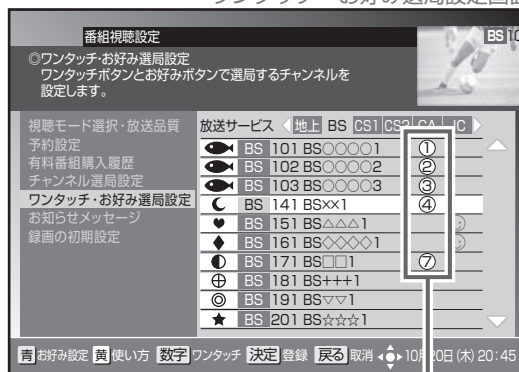 番組視聴設定
BS 10
◎ワンタッチ・お好み選局設定
ワンタッチボタンとお好みボタンで選局するチャンネルを
設定します。
視聴モード選択・放送品質
予約設定
有料番組購入履歴
チャンネル選局設定
ワンタッチ・お好み選局設定
お知らせメッセージ
録画の初期設定
放送サービス 地上 BS CS1 CS2 CA
BS 101 BS○○○○1 ①
BS 102 BS○○○○2 ②
BS 103 BS○○○○3 ③
BS 141 BS××1 ④
BS 151 BS△△△1
BS 161 BS◇◇◇◇1
BS 171 BS□□1 ⑦
BS 181 BS+++1
BS 191 BS▽▽1
BS 201 BS☆☆☆1
青 お好み設定 黄 使い方 数字 ワンタッチ 決定 登録 戻る 取消 10月20日(木) 20:45